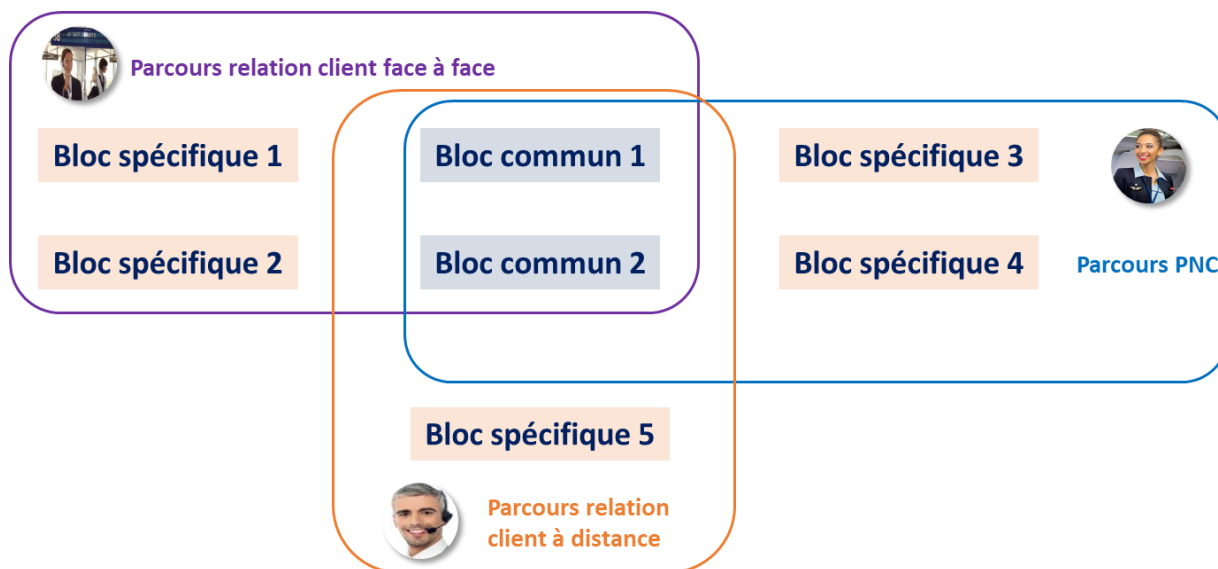 Parcours relation client face à face
Bloc spécifique 1
Bloc commun 1
Bloc spécifique 3
Bloc spécifique 2
Bloc commun 2
Bloc spécifique 4
Parcours PNC
Bloc spécifique 5
Parcours relation
client à distance